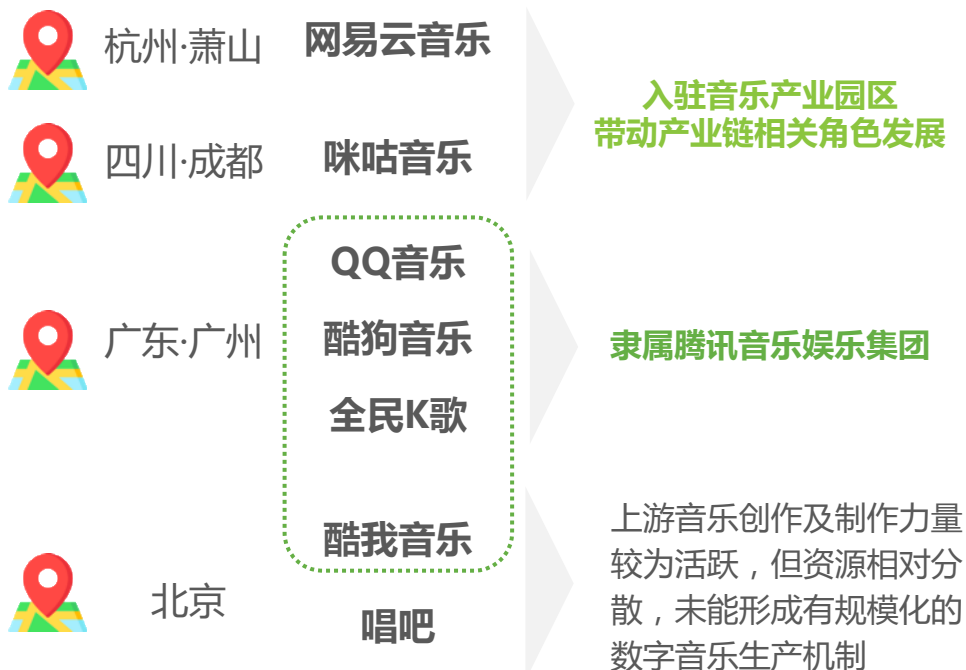 杭州·萧山
网易云音乐
入驻音乐产业园区
带动产业链相关角色发展
四川·成都
咪咕音乐
广东·广州
QQ音乐
酷狗音乐
全民K歌
隶属腾讯音乐娱乐集团
北京
酷我音乐
唱吧
上游音乐创作及制作力量
较为活跃，但资源相对分
散，未能形成有规模化的
数字音乐生产机制